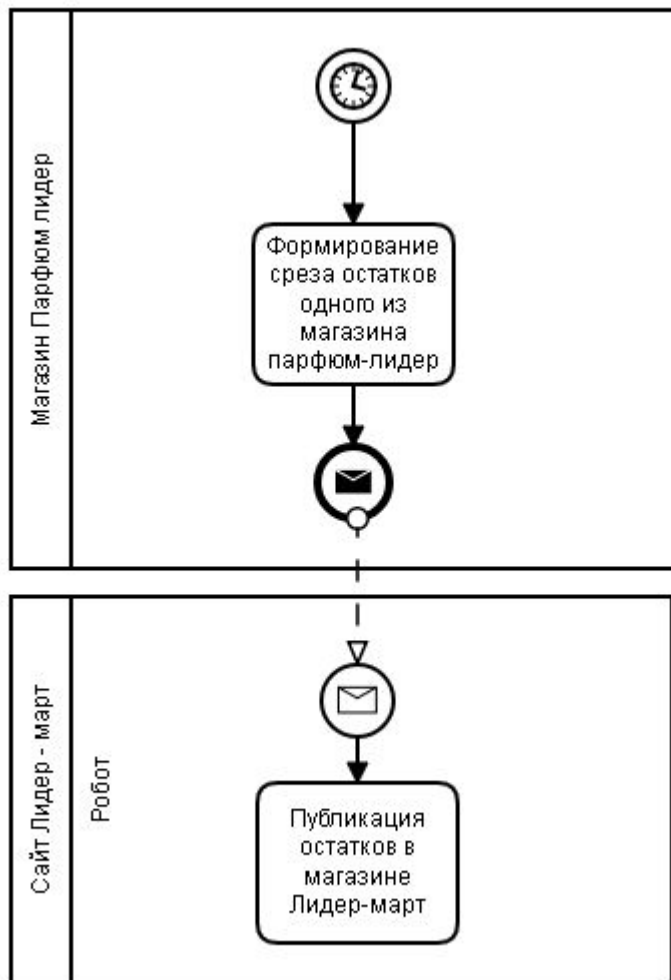 Магазин Парфюм лидер
Формирование
среза остатков
одного из
магазина
парфюм-лидер
Сайт Лидер - март
Робот
Публикация
остатков в
магазине
Лидер-март